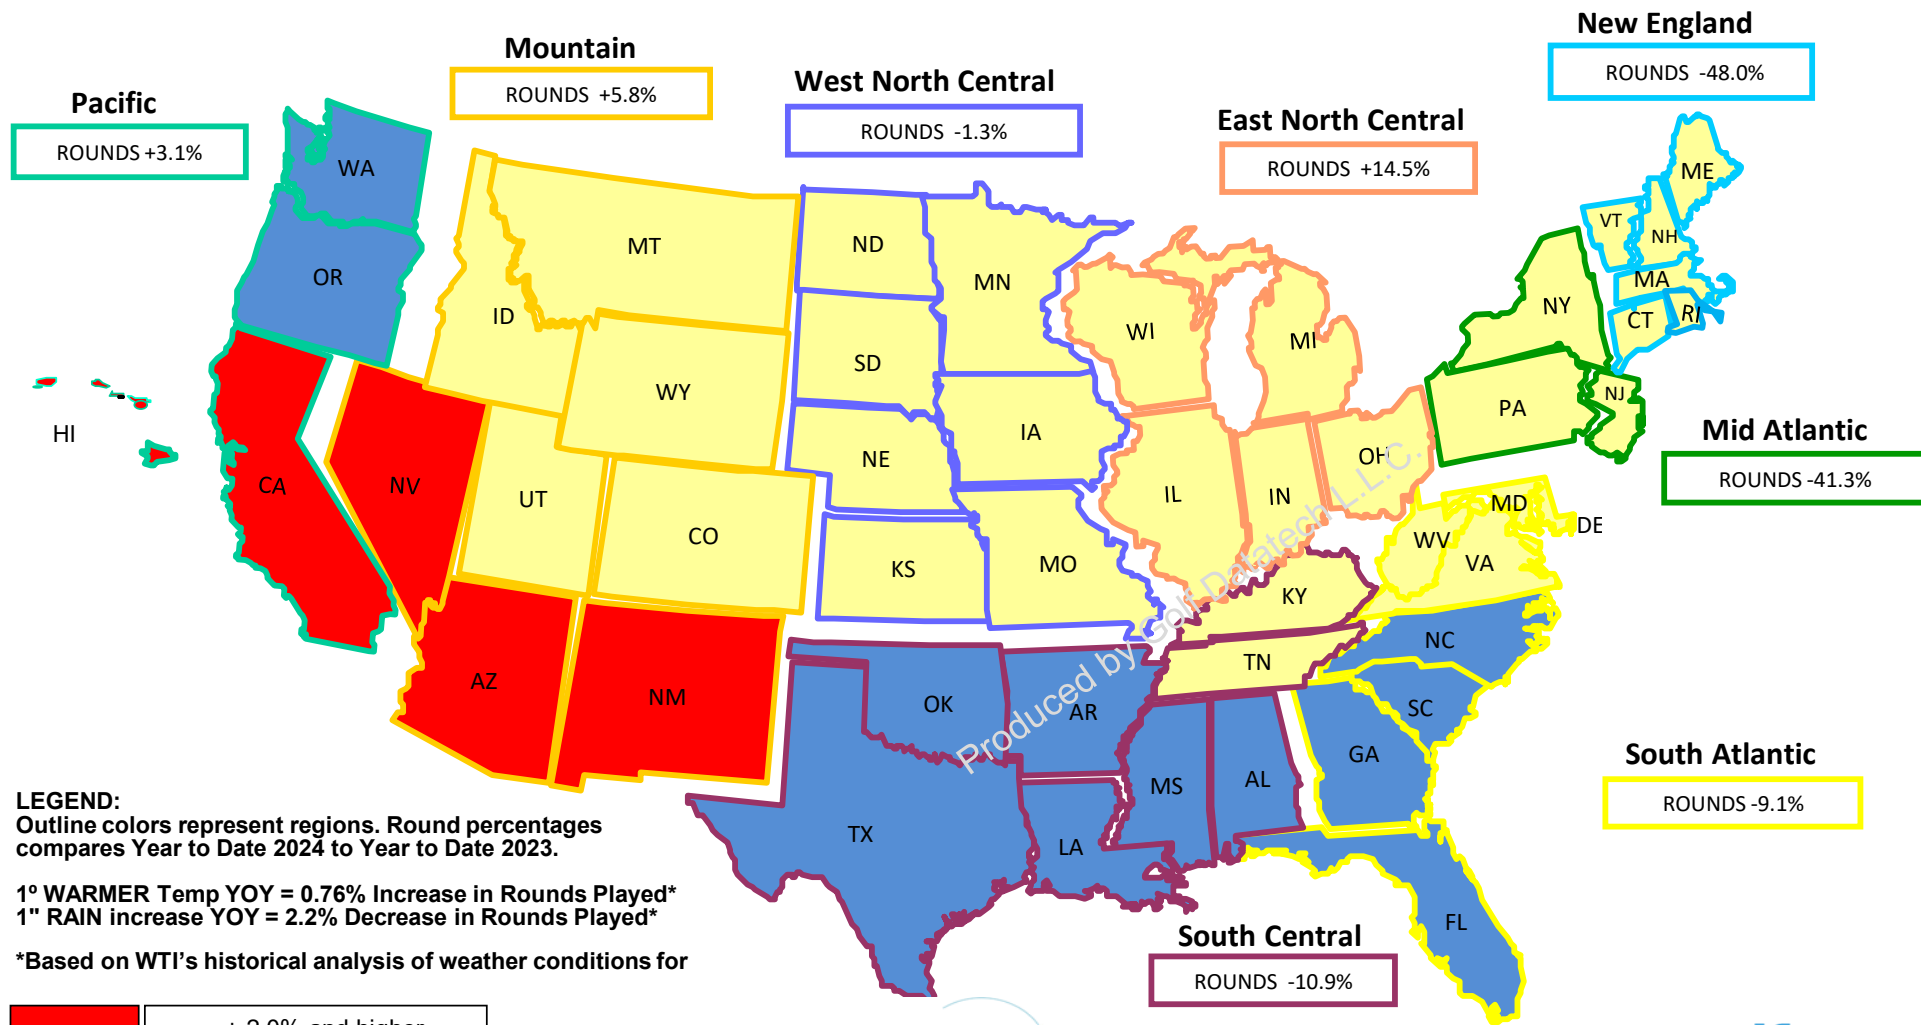 New England
ROUNDS -48.0%
Mountain
ROUNDS +5.8%
West North Central
ROUNDS -1.3%
Pacific
ROUNDS +3.1%
East North Central
ROUNDS +14.5%
WA
OR
MT
ID
WY
ND
SD
NE
KS
MN
IA
MO
WI
MI
IL
IN
OH
ME
VT
NH
MA
CT
RI
NY
PA
NJ
Mid Atlantic
ROUNDS -41.3%
HI
CA
NV
UT
CO
AZ
NM
MD
DE
WV
VA
KY
TN
NC
SC
GA
FL
OK
AR
TX
LA
MS
AL
Produced by Golf Datatech L.L.C.
South Atlantic
ROUNDS -9.1%
South Central
ROUNDS -10.9%
LEGEND:
Outline colors represent regions. Round percentages
compares Year to Date 2024 to Year to Date 2023.
1º WARMER Temp YOY = 0.76% Increase in Rounds Played*
1" RAIN increase YOY = 2.2% Decrease in Rounds Played*
*Based on WTI’s historical analysis of weather conditions for
and higher